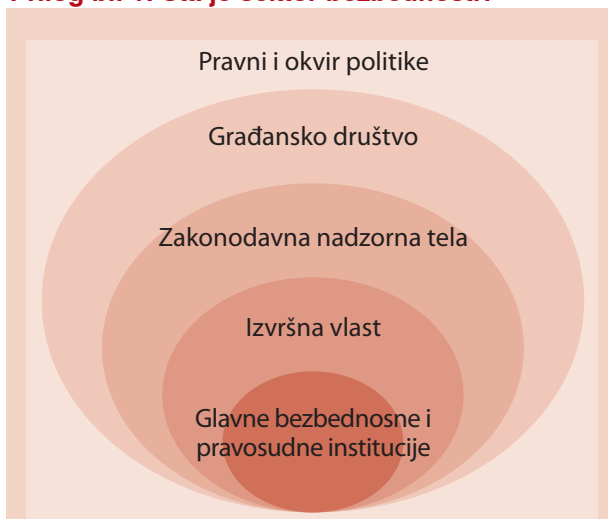 Pravni i okvir politike
Građansko društvo
Zakonodavna nadzorna tela
Izvršna vlast
Glavne bezbednosne i
pravosudne institucije